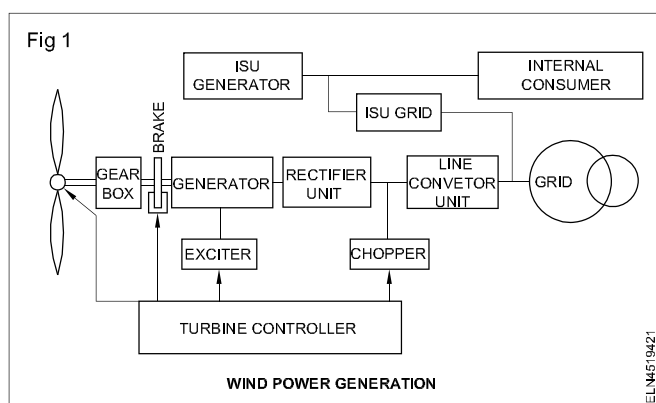 Fig 1
ISU
GENERATOR
INTERNAL
CONSUMER
ISU GRID
BRAKE
GEAR
BOX
GENERATOR
RECTIFIER
UNIT
LINE
CONVETOR
UNIT
GRID
EXCITER
CHOPPER
TURBINE CONTROLLER
WIND POWER GENERATION
ELN4519421